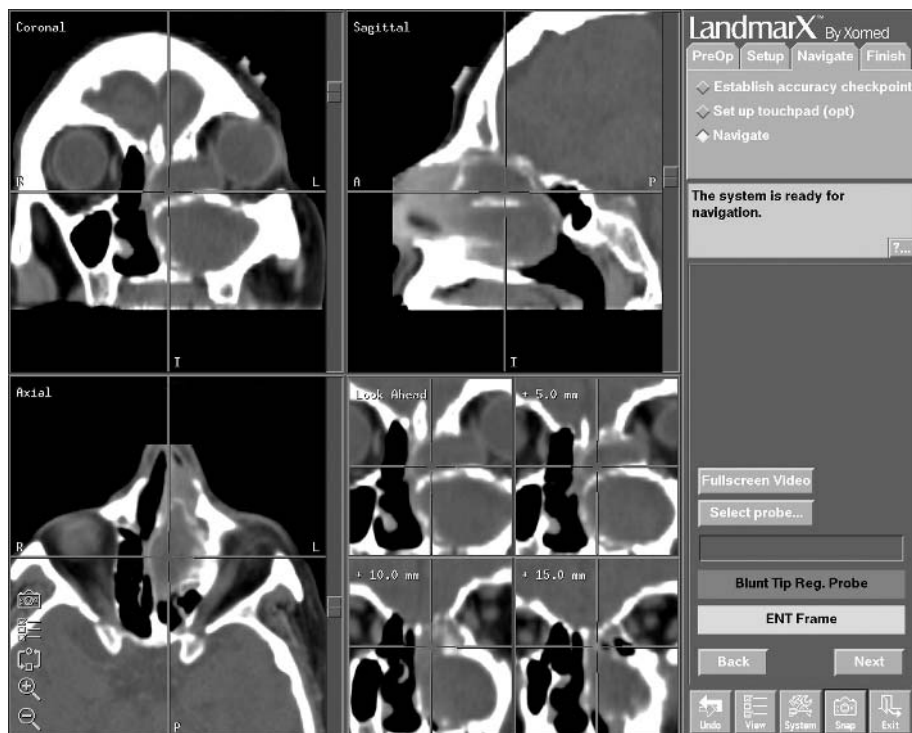 Coronal
R
L
T
Sagittal
A
P
T
Axial
R
L
P
Look Ahead
+ 5.0 mm
+ 10.0 mm
+ 15.0 mm
LandmarX™ By Xomed
PreOp Setup Navigate Finish
Establish accuracy checkpoint
Set up touchpad (opt)
Navigate
The system is ready for
navigation.
?...
Fullscreen Video
Select probe...
Blunt Tip Reg. Probe
ENT Frame
Back Next
Undo View System Snap Exit